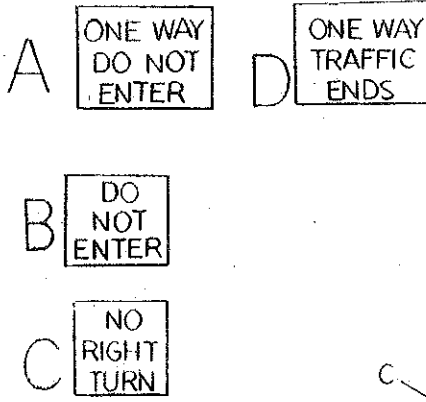 A
ONE WAY
DO NOT
ENTER
D
ONE WAY
TRAFFIC
ENDS
B
DO
NOT
ENTER
C
NO
RIGHT
TURN
C